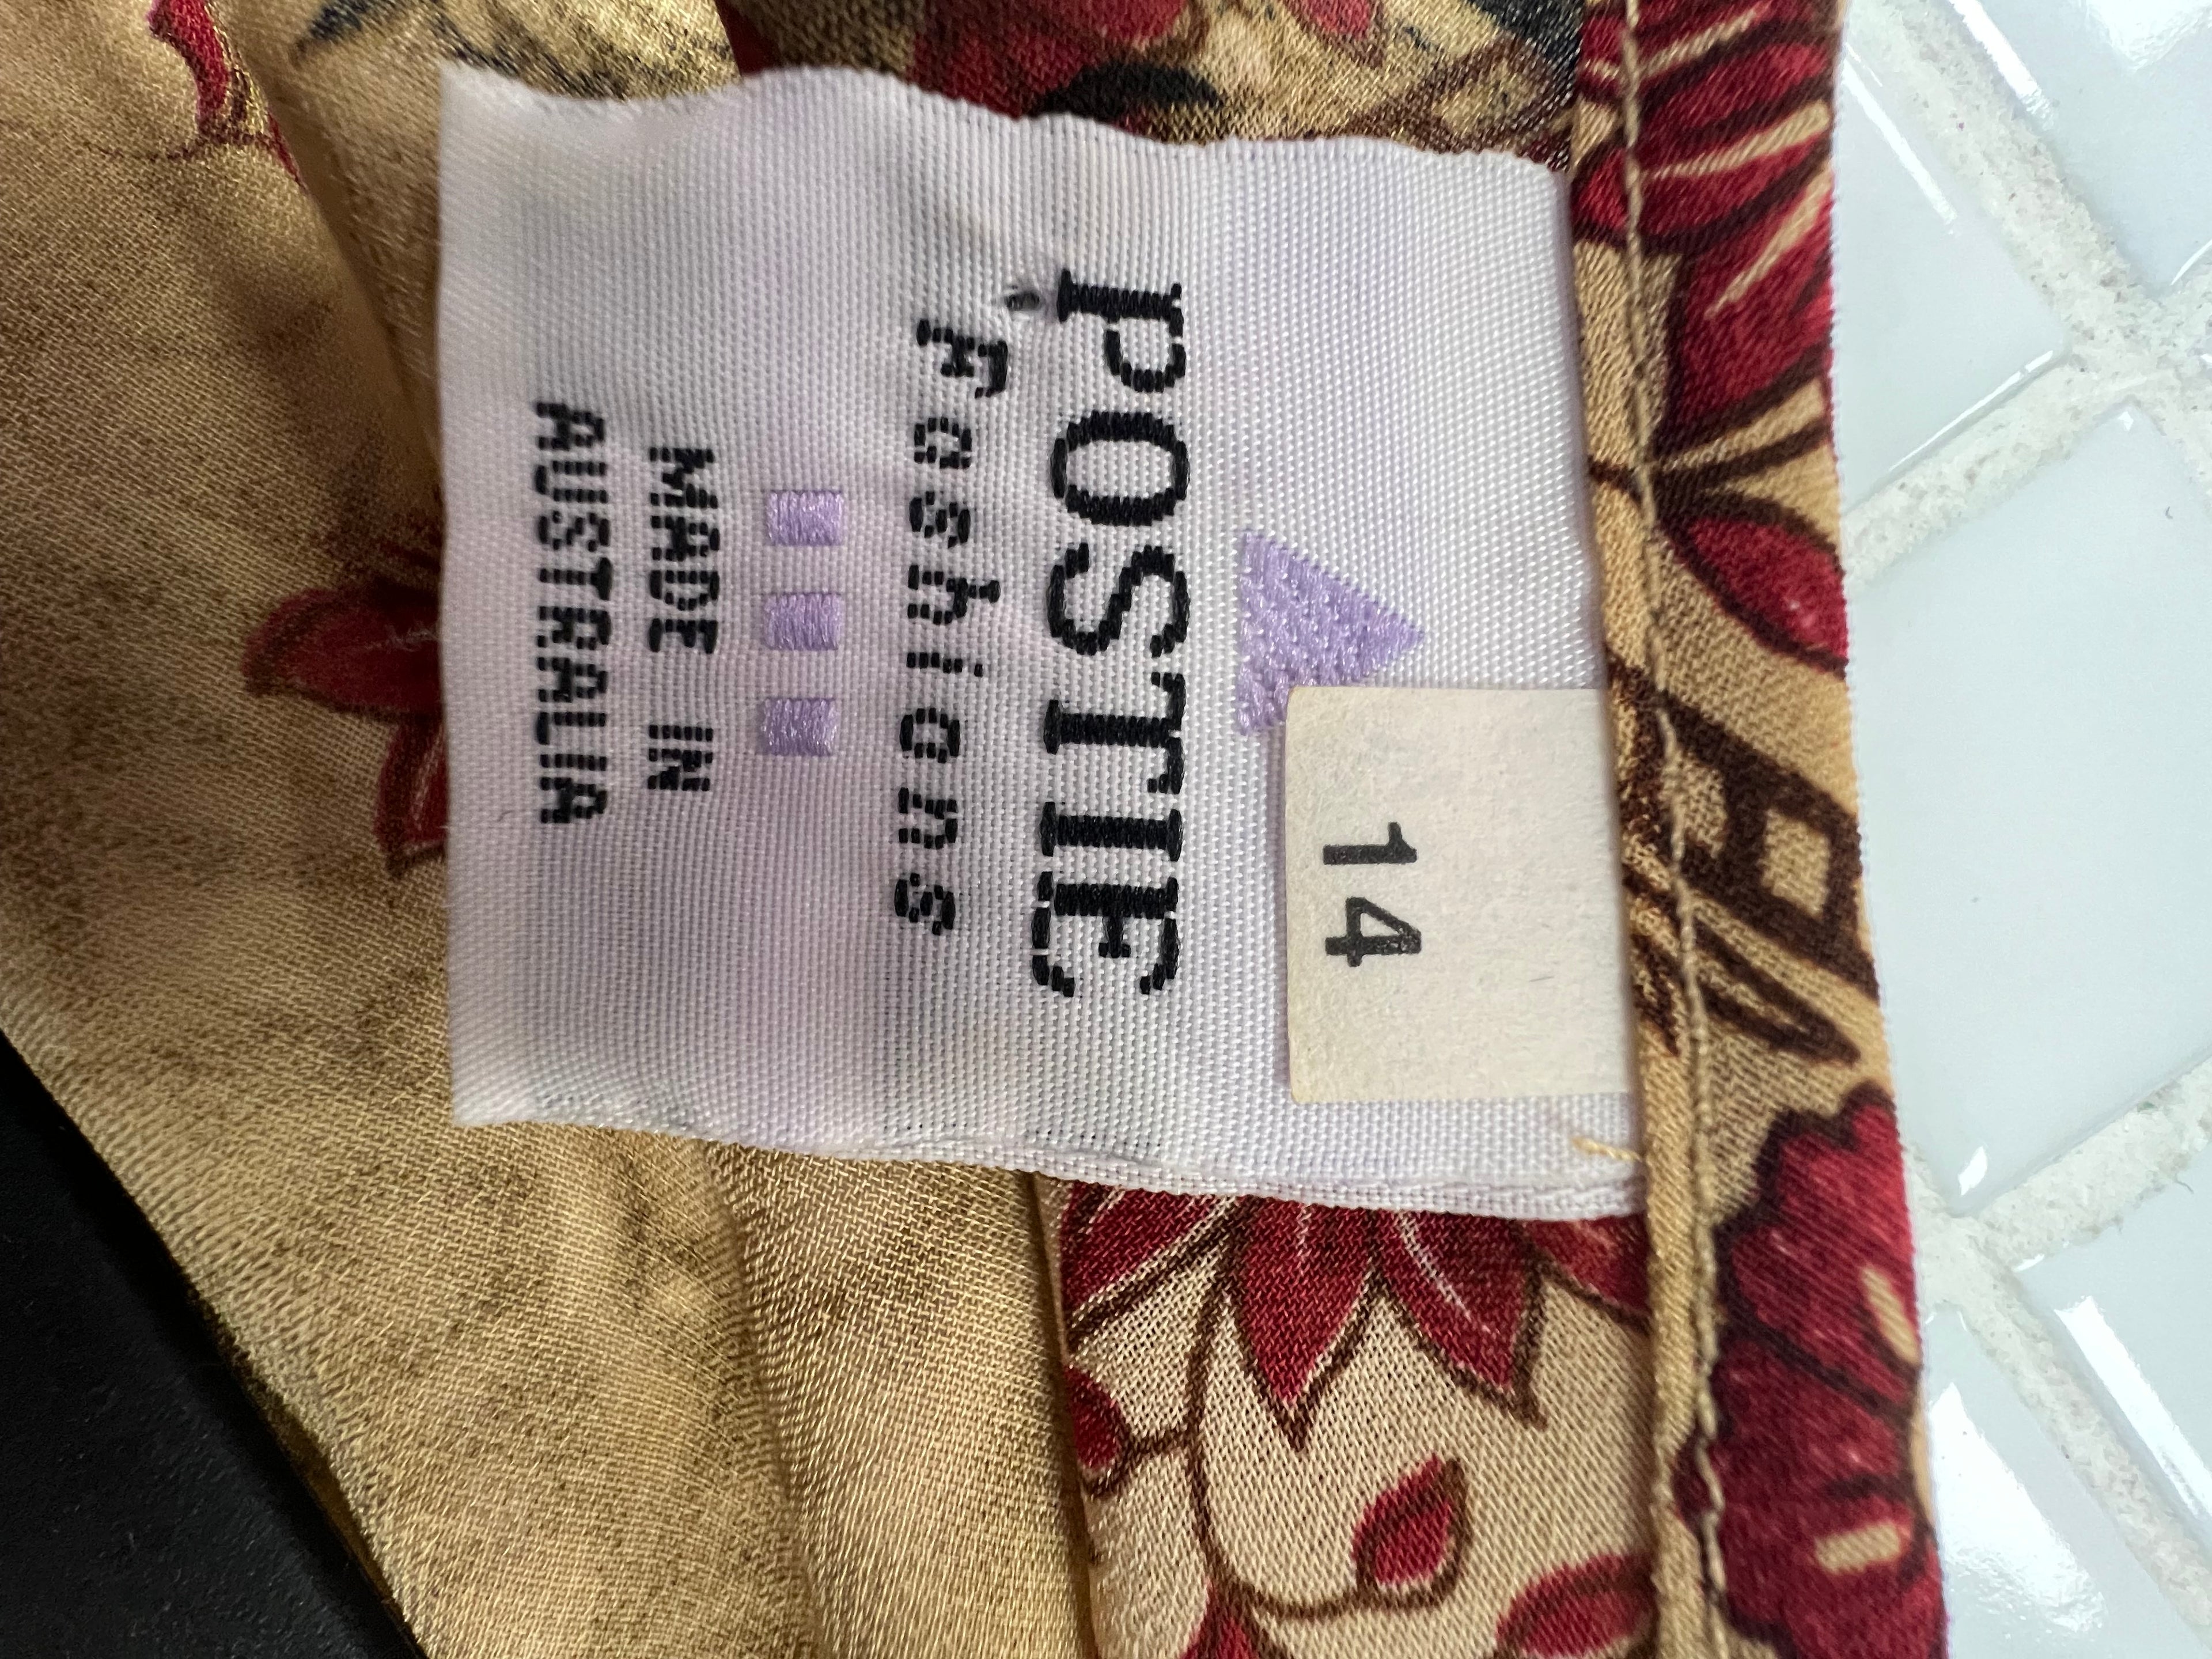 14
POSTIE
Fashions
MADE IN
AUSTRALIA